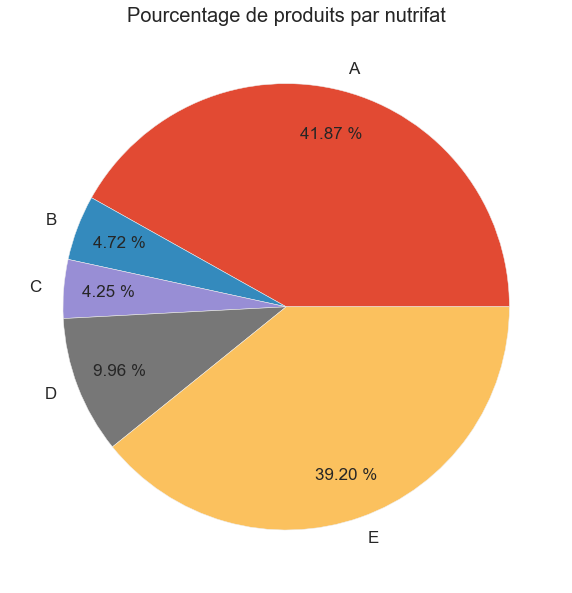 Pourcentage de produits par nutrifat
A
41.87 %
B
4.72 %
C
4.25 %
9.96 %
D
39.20 %
E